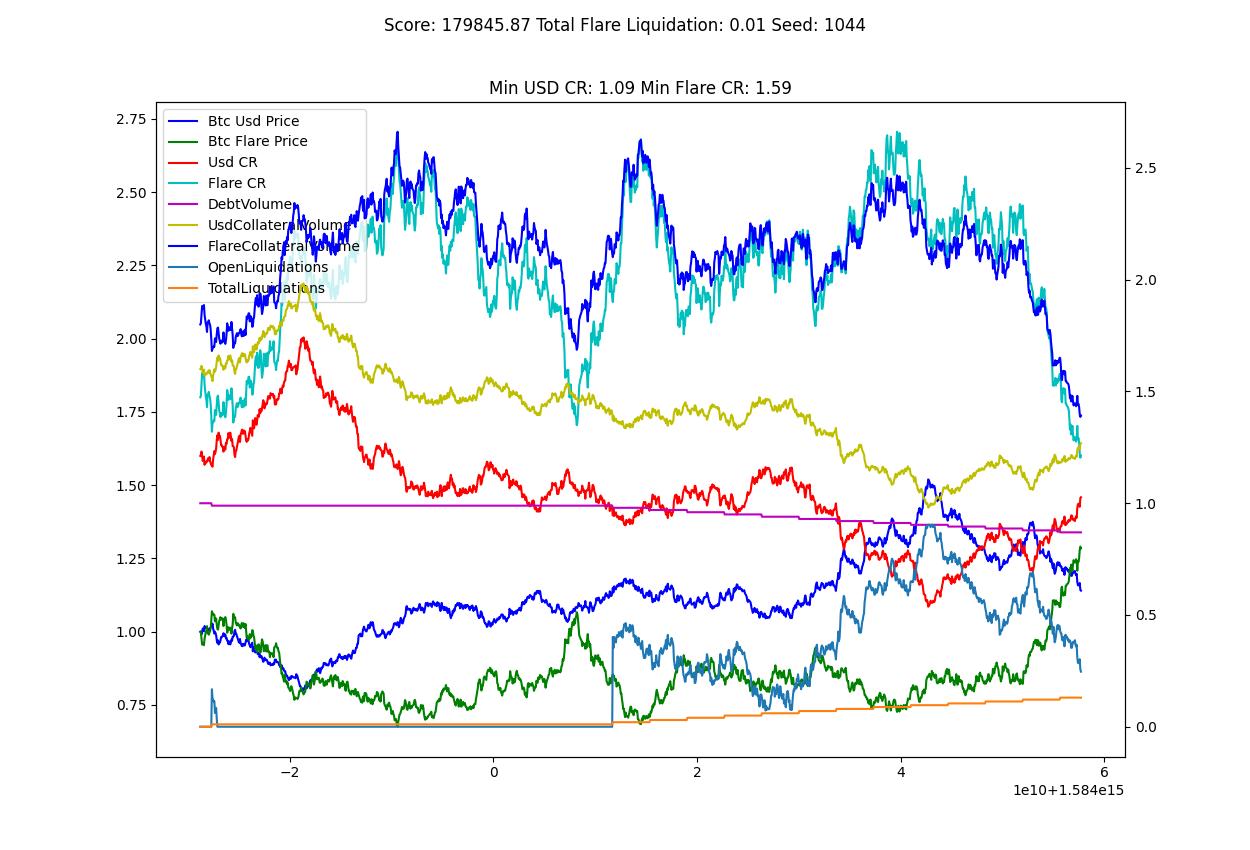 Score: 179845.87 Total Flare Liquidation: 0.01 Seed: 1044
Min USD CR: 1.09 Min Flare CR: 1.59
Btc Usd Price
Btc Flare Price
Usd CR
Flare CR
DebtVolume
UsdCollateralVolume
FlareCollateralVolume
OpenLiquidations
TotalLiquidations
2.75
2.50
2.25
2.00
1.75
1.50
1.25
1.00
0.75
2.5
2.0
1.5
1.0
0.5
0.0
−2
0
2
4
6
1e10+1.584e15